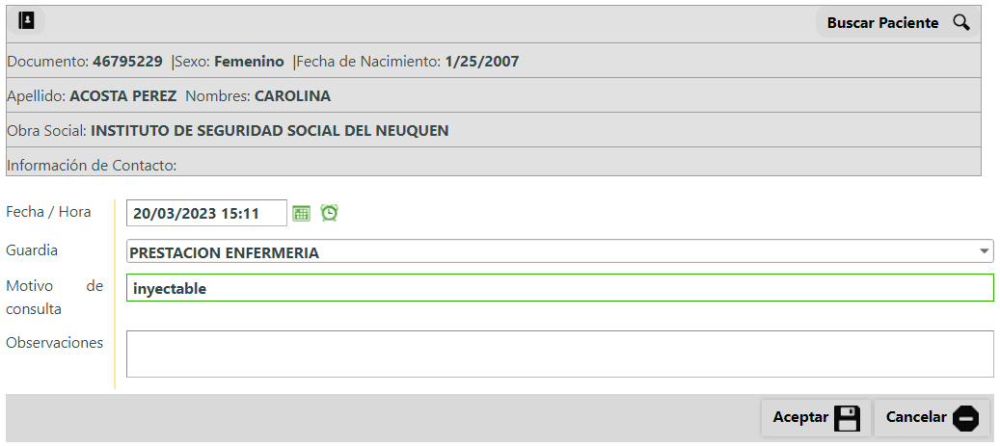 Buscar Paciente
Documento: 46795229 |Sexo: Femenino |Fecha de Nacimiento: 1/25/2007
Apellido: ACOSTA PEREZ Nombres: CAROLINA
Obra Social: INSTITUTO DE SEGURIDAD SOCIAL DEL NEUQUEN
Información de Contacto:
Fecha / Hora 20/03/2023 15:11
Guardia PRESTACION ENFERMERIA
Motivo de consulta inyectable
Observaciones
Aceptar Cancelar